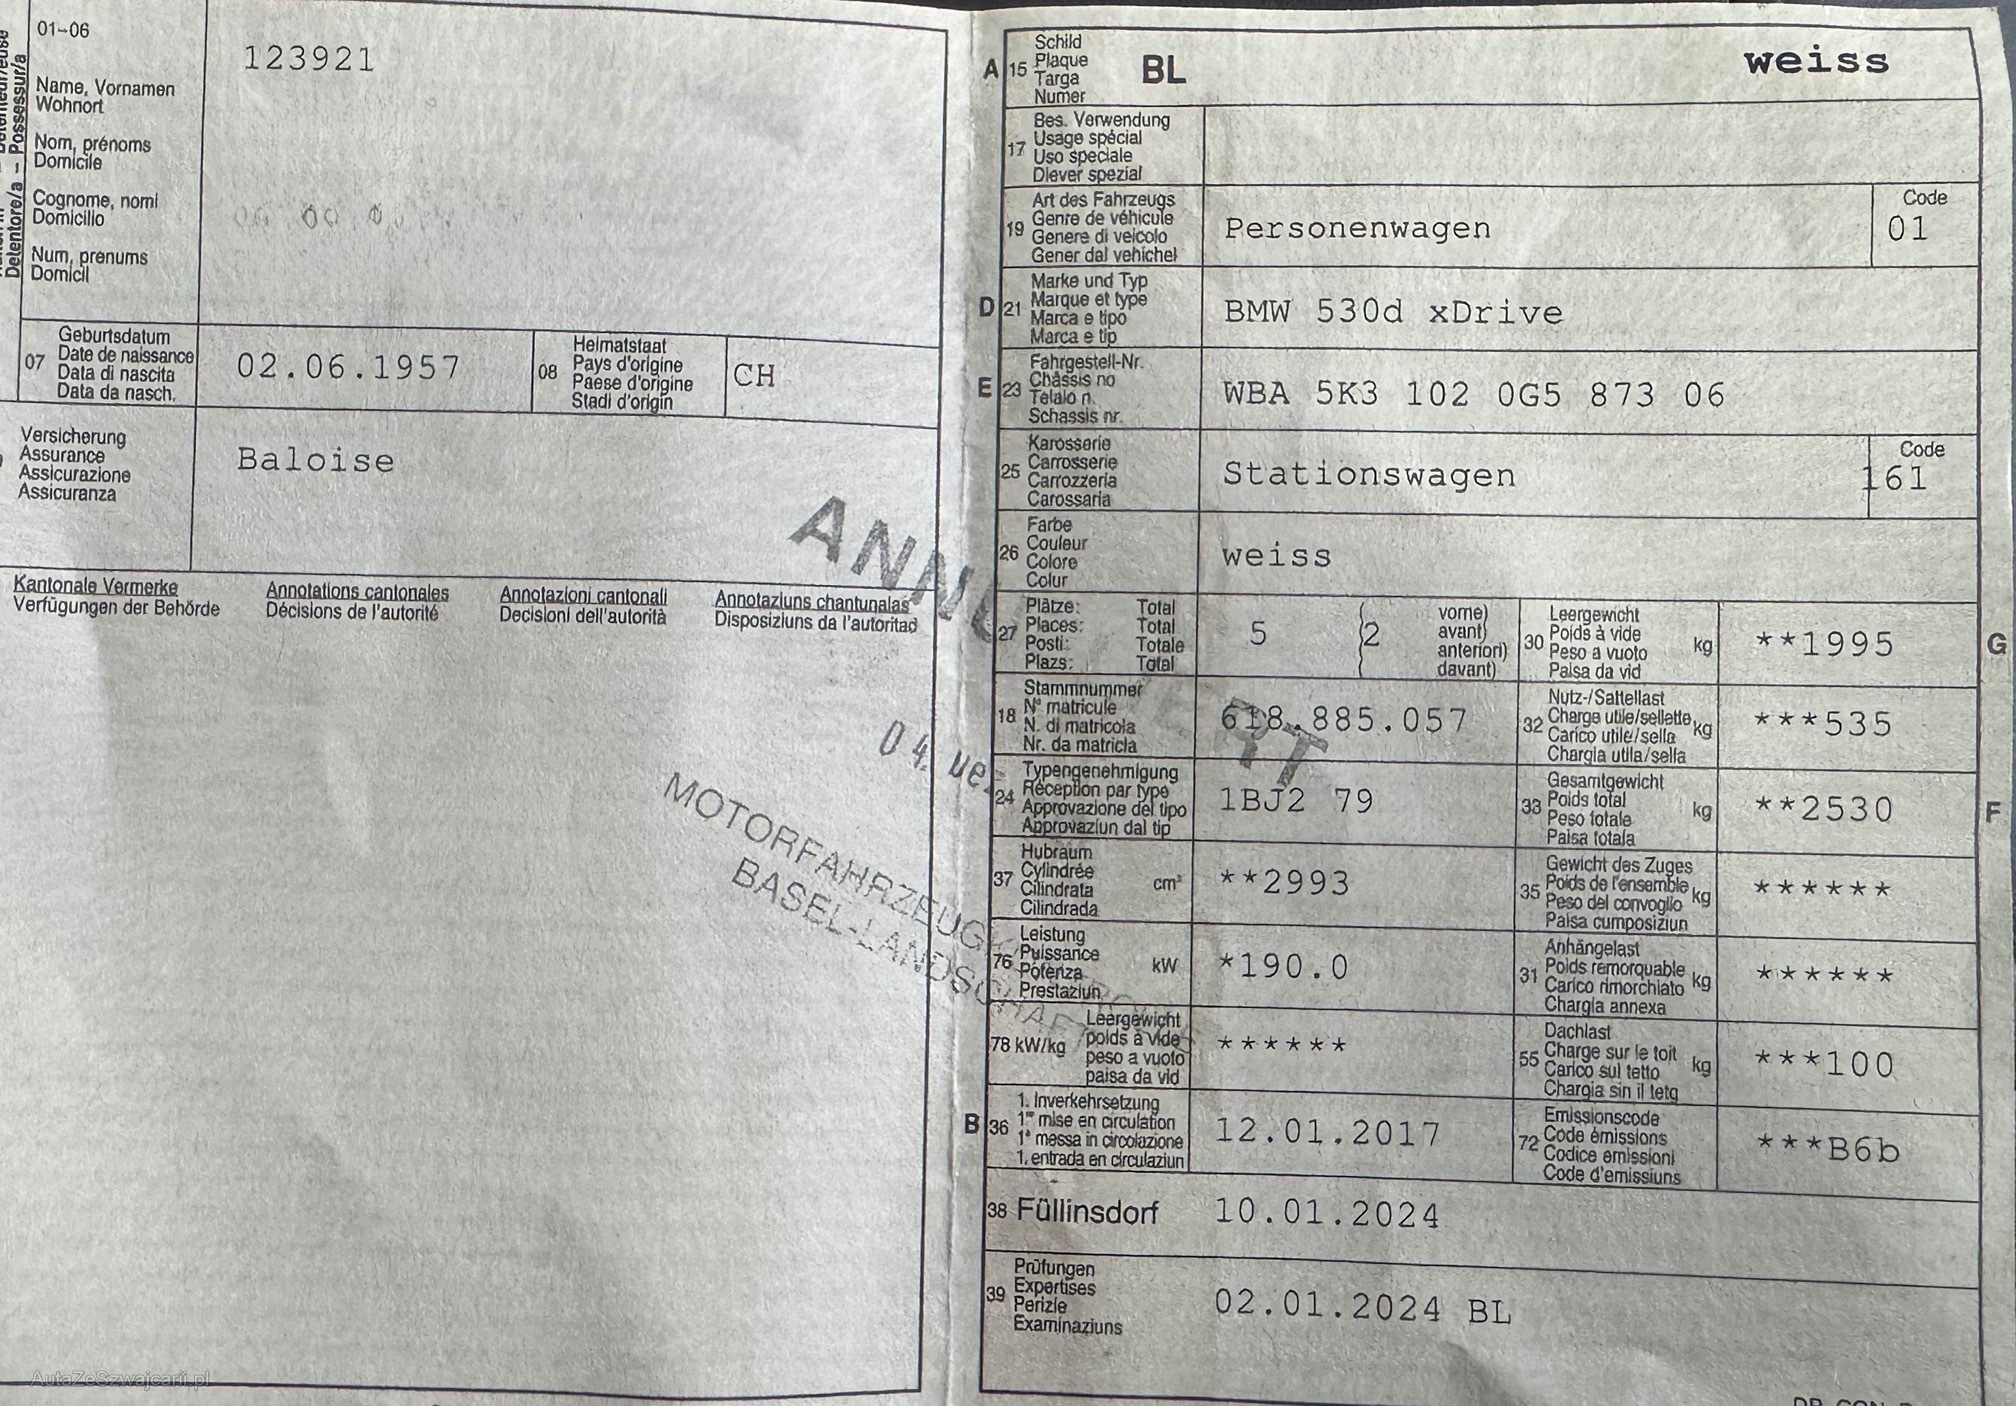 01-06
123921
Name, Vornamen
Wohnort
Nom, prénoms
Domicile
Cognome, nomi
Domicilio
Num, prenums
Domicil
Detentore/a – Possessur/a
07
Geburtsdatum
Date de naissance
Data di nascita
Data da nasch.
02.06.1957
08
Heimatstaat
Pays d'origine
Paese d'origine
Stadi d'origin
CH
Versicherung
Assurance
Assicurazione
Assicuranza
Baloise
Kantonale Vermerke
Verfügungen der Behörde
Annotations cantonales
Décisions de l'autorité
Annotazioni cantonali
Decisioni dell'autorità
Annotaziuns chantunalas
Disposiziuns da l'autoritad
MOTORFAHRZEUG
BASEL-LANDSCHAFT
AutaZeSzwajcarii.pl
A 15
Schild
Plaque
Targa
Numer
BL
weiss
17
Bes. Verwendung
Usage spécial
Uso speciale
Diever spezial
19
Art des Fahrzeugs
Genre de véhicule
Genere di veicolo
Gener dal vehichel
Personenwagen
Code
01
D 21
Marke und Typ
Marque et type
Marca e tipo
Marca e tip
BMW 530d xDrive
E 23
Fahrgestell-Nr.
Châssis no
Telaio n.
Schassis nr.
WBA 5K3 102 0G5 873 06
25
Karosserie
Carrosserie
Carrozzeria
Carossaria
Stationswagen
Code
161
26
Farbe
Couleur
Colore
Colur
weiss
27
Plätze: Total
Places: Total
Posti: Totale
Plazs: Total
5
2
vorne)
avant)
anteriori)
davant)
30
Leergewicht
Poids à vide
Peso a vuoto
Paisa da vid
kg
**1995
G
18
Stammnummer
N° matricule
N. di matricola
Nr. da matricla
618.885.057
32
Nutz-/Sattellast
Charge utile/sellette
Carico utile/sella
Chargia utila/sella
kg
***535
24
Typengenehmigung
Réception par type
Approvazione del tipo
Approvaziun dal tip
1BJ2 79
33
Gesamtgewicht
Poids total
Peso totale
Paisa totala
kg
**2530
F
37
Hubraum
Cylindrée
Cilindrata
Cilindrada
cm³
**2993
35
Gewicht des Zuges
Poids de l'ensemble
Peso del convoglio
Paisa cumposiziun
kg
******
76
Leistung
Puissance
Potenza
Prestaziun
kW
*190.0
31
Anhängelast
Poids remorquable
Carico rimorchiato
Chargia annexa
kg
******
78 kW/kg
Leergewicht
poids à vide
peso a vuoto
paisa da vid
******
55
Dachlast
Charge sur le toit
Carico sul tetto
Chargia sin il tetg
kg
***100
B 36
1. Inverkehrsetzung
1re mise en circulation
1a messa in circolazione
1. entrada en circulaziun
12.01.2017
72
Emissionscode
Code émissions
Codice emissioni
Code d'emissiuns
***B6b
38 Füllinsdorf 10.01.2024
39
Prüfungen
Expertises
Perizie
Examinaziuns
02.01.2024 BL